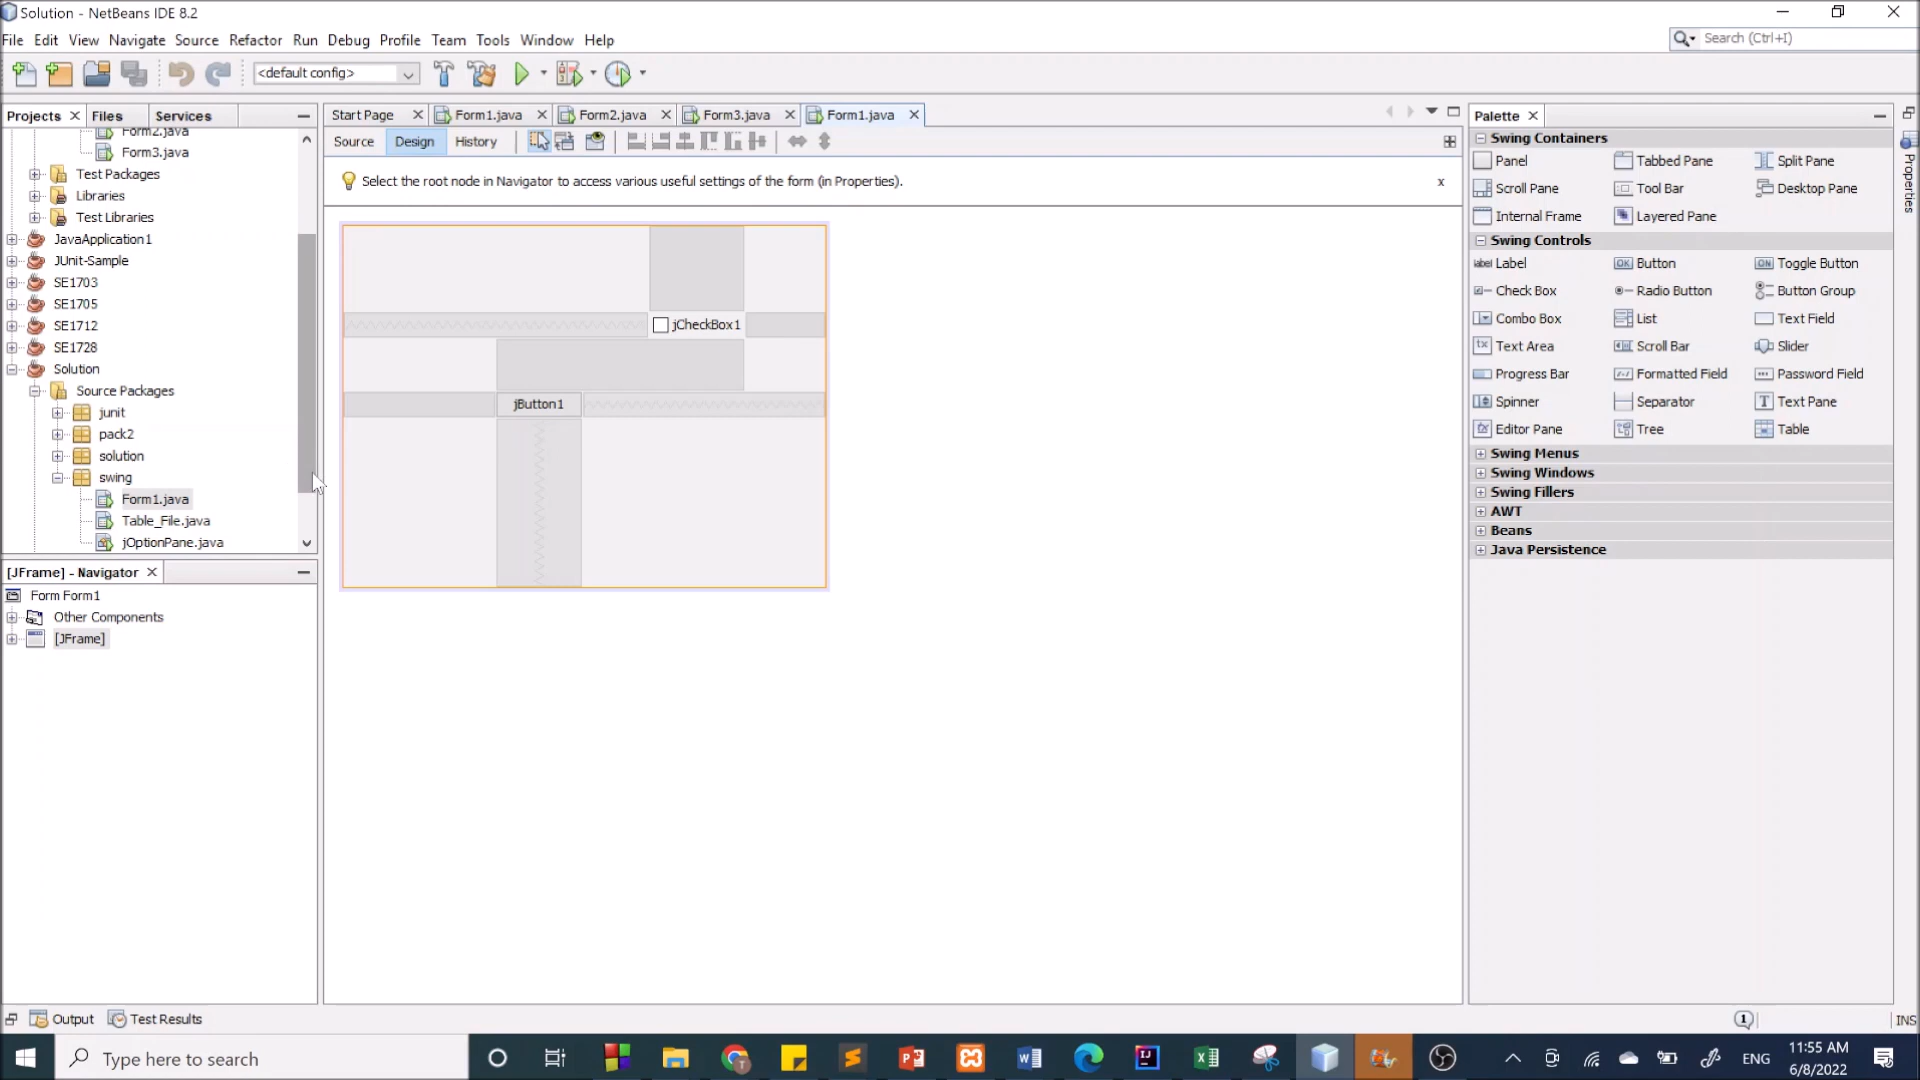 Solution - NetBeans IDE 8.2
File Edit View Navigate Source Refactor Run Debug Profile Team Tools Window Help
Search (Ctrl+I)
<default config>
Projects Files Services
Form2.java
Form3.java
Test Packages
Libraries
Test Libraries
JavaApplication1
JUnit-Sample
SE1703
SE1705
SE1712
SE1728
Solution
Source Packages
junit
pack2
solution
swing
Form1.java
Table_File.java
jOptionPane.java
[JFrame] - Navigator
Form Form1
Other Components
[JFrame]
Start Page Form1.java Form2.java Form3.java Form1.java
Source Design History
Select the root node in Navigator to access various useful settings of the form (in Properties). x
jCheckBox1
jButton1
Palette
Swing Containers
Panel Tabbed Pane Split Pane
Scroll Pane Tool Bar Desktop Pane
Internal Frame Layered Pane
Swing Controls
label Label OK Button ON Toggle Button
Check Box Radio Button Button Group
Combo Box List Text Field
Text Area Scroll Bar Slider
Progress Bar Formatted Field Password Field
Spinner Separator Text Pane
Editor Pane Tree Table
Swing Menus
Swing Windows
Swing Fillers
AWT
Beans
Java Persistence
Properties
Output Test Results
1 INS
Type here to search
ENG
11:55 AM
6/8/2022